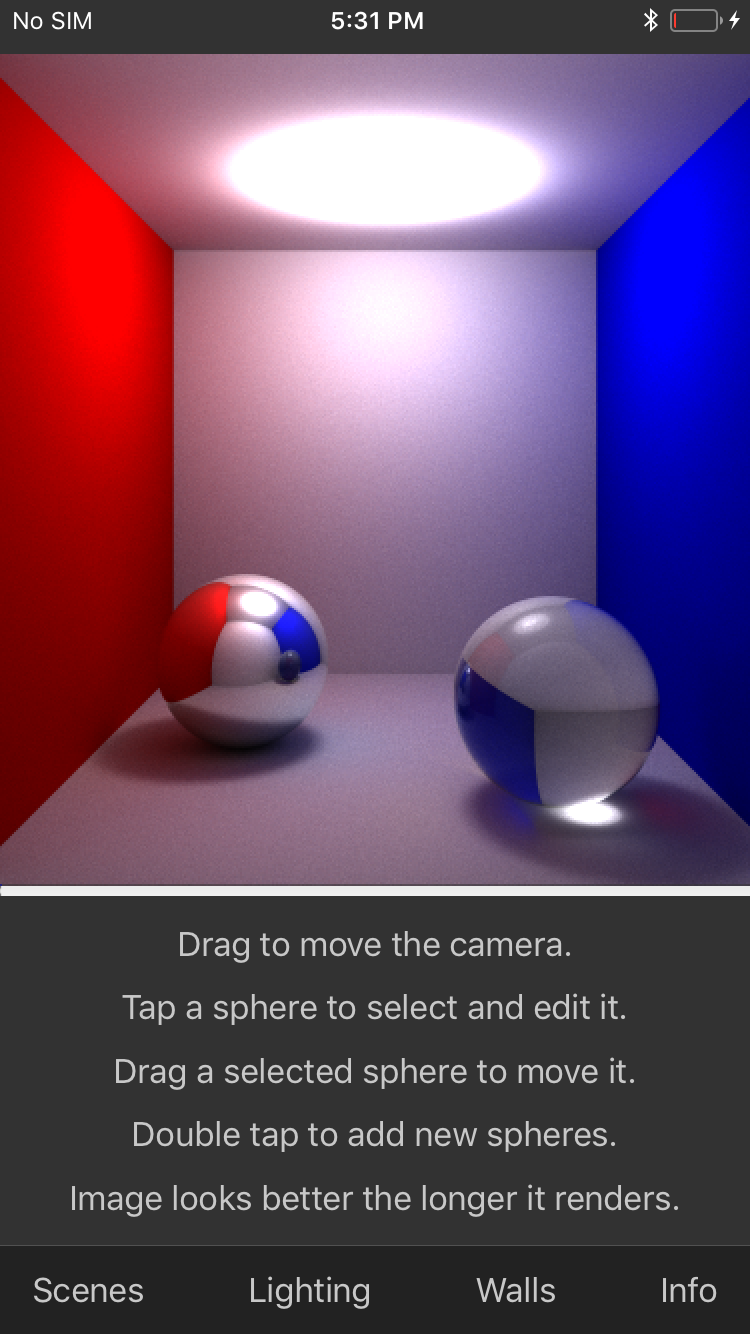 No SIM 5:31 PM
Drag to move the camera.
Tap a sphere to select and edit it.
Drag a selected sphere to move it.
Double tap to add new spheres.
Image looks better the longer it renders.
Scenes Lighting Walls Info